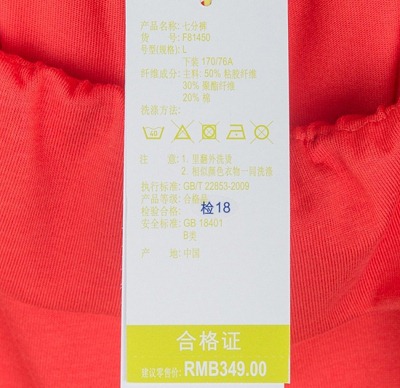 产品名称: 七分裤
货 号: F81450
号型(规格): L
下装 170/76A
纤维成分: 主料: 50% 粘胶纤维
30% 聚酯纤维
20% 棉
洗涤方法:
40
注 意: 1. 里翻外侧烫
2. 相似颜色衣物一同洗涤
执行标准: GB/T 22853-2009
产品等级: 合格品
检验合格: 检18
安全标准: GB 18401
B类
产 地: 中国
合格证
建议零售价: RMB349.00